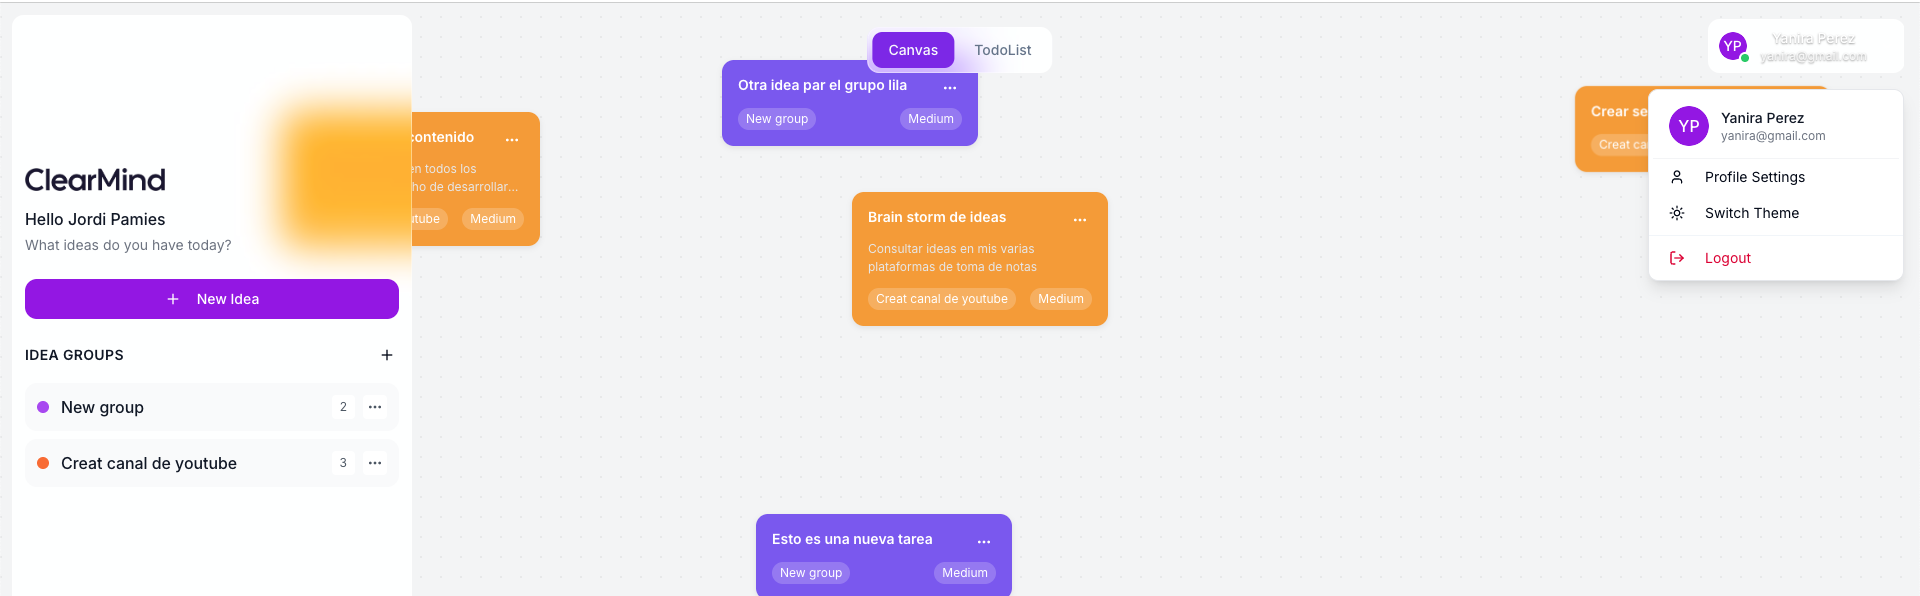 ClearMind
Hello Jordi Pamies
What ideas do you have today?
+ New Idea
IDEA GROUPS +
New group 2 ...
Creat canal de youtube 3 ...
contenido ...
en todos los
ho de desarrollar...
utube Medium
Canvas TodoList
Otra idea par el grupo lila ...
New group Medium
Brain storm de ideas ...
Consultar ideas en mis varias
plataformas de toma de notas
Creat canal de youtube Medium
Esto es una nueva tarea ...
New group Medium
Crear se
Creat ca
YP Yanira Perez
yanira@gmail.com
YP Yanira Perez
yanira@gmail.com
Profile Settings
Switch Theme
Logout